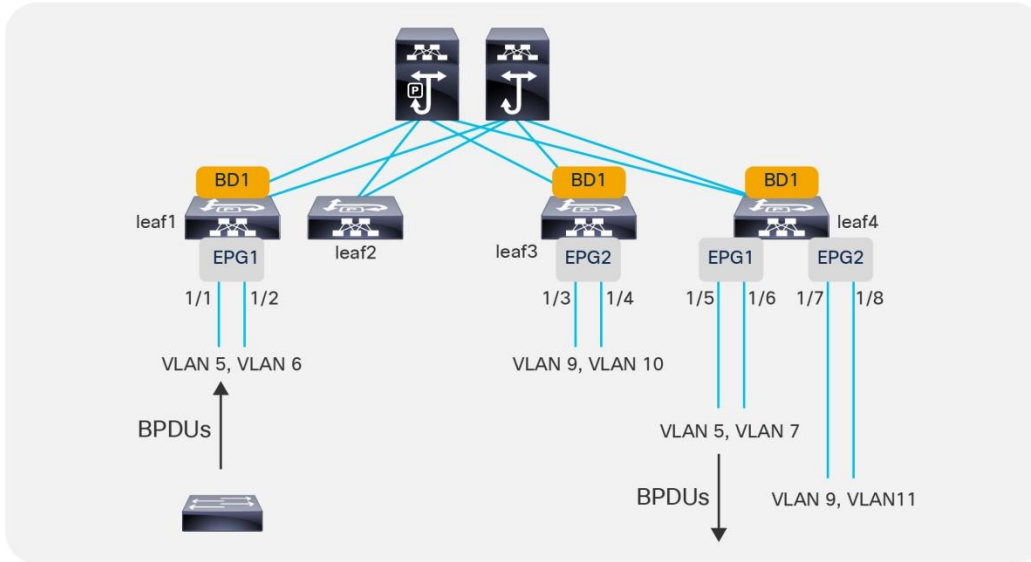 P
BD1
BD1
BD1
leaf1
leaf2
leaf3
leaf4
EPG1
EPG2
EPG1
EPG2
1/1 1/2
1/3 1/4
1/5 1/6
1/7 1/8
VLAN 5, VLAN 6
VLAN 9, VLAN 10
BPDUs
VLAN 5, VLAN 7
BPDUs
VLAN 9, VLAN11